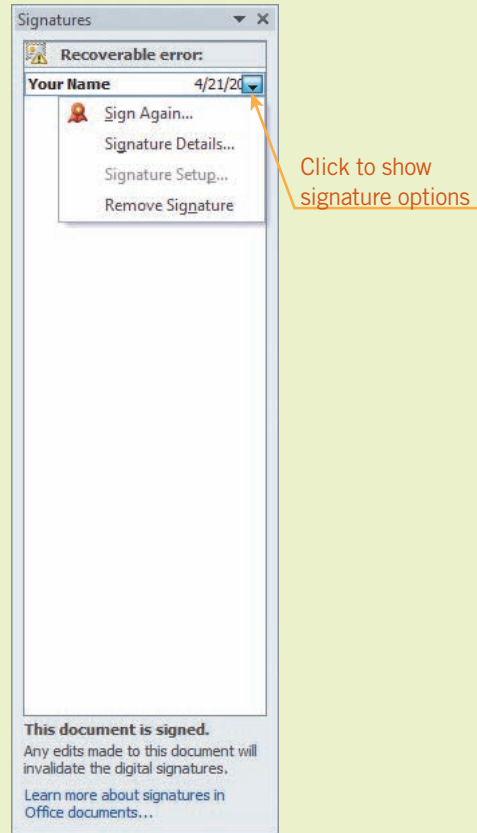 Signatures
Recoverable error:
Your Name 4/21/20
Sign Again...
Signature Details...
Signature Setup...
Remove Signature
Click to show
signature options
This document is signed.
Any edits made to this document will
invalidate the digital signatures.
Learn more about signatures in
Office documents...